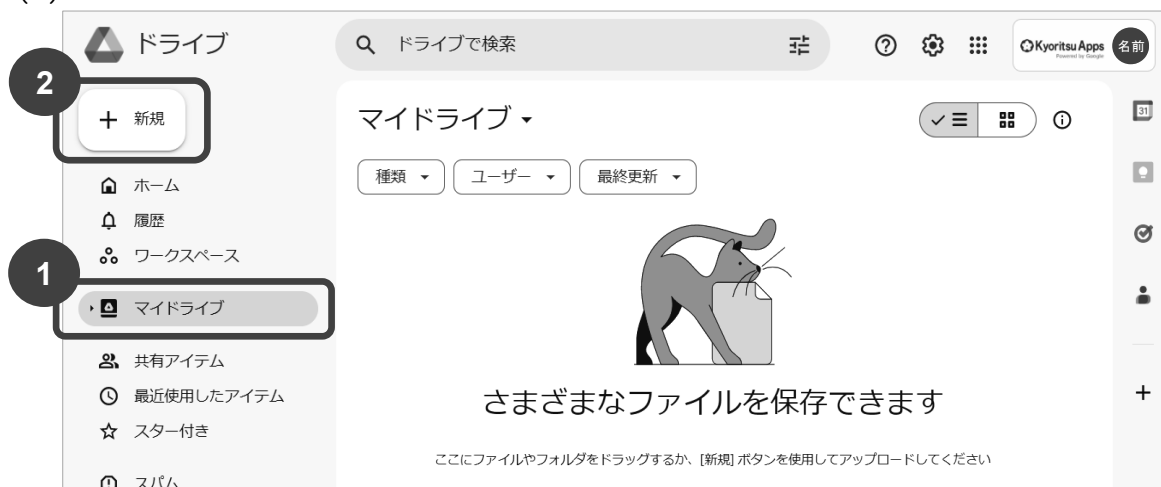 ドライブ
ドライブで検索
Kyoritsu Apps
Powered by Google
名前
2
+ 新規
マイドライブ
31
種類
ユーザー
最終更新
ホーム
履歴
ワークスペース
1
マイドライブ
共有アイテム
最近使用したアイテム
スター付き
スパム
さまざまなファイルを保存できます
ここにファイルやフォルダをドラッグするか、[新規] ボタンを使用してアップロードしてください